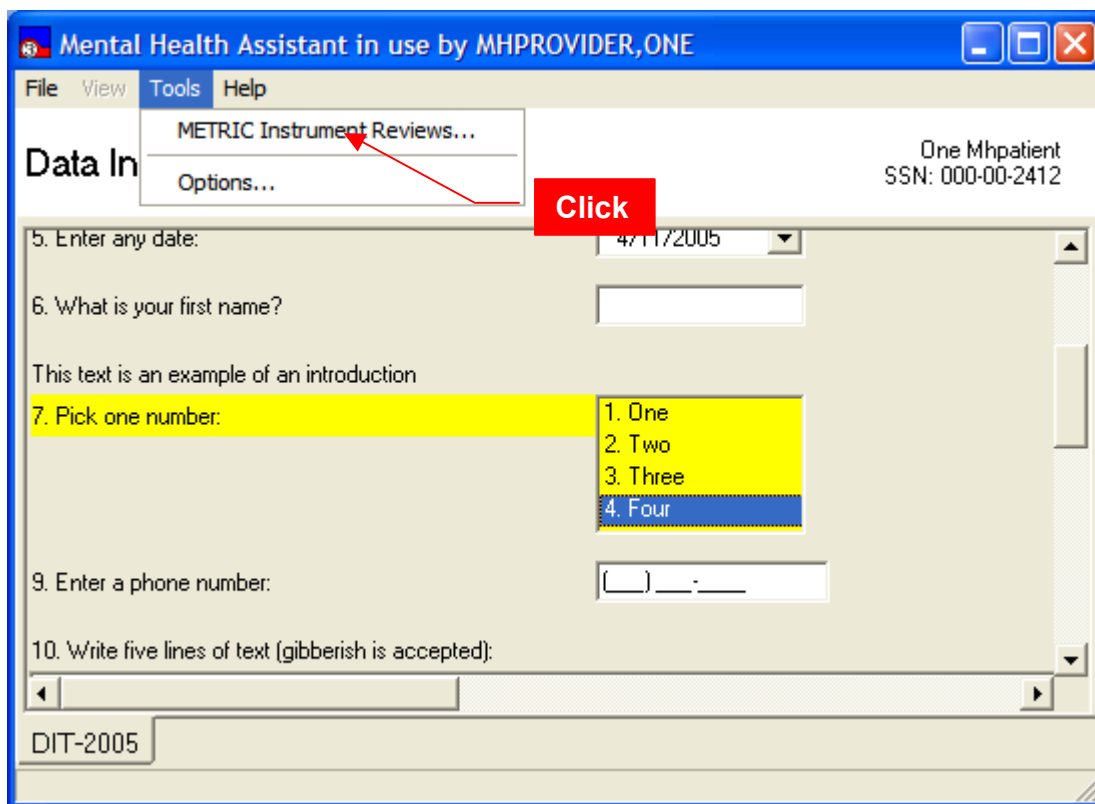 Mental Health Assistant in use by MHPROVIDER,ONE
File View Tools Help
METRIC Instrument Reviews...
Options...
Data In
One Mhpatient
SSN: 000-00-2412
Click
5. Enter any date:
4/11/2005
6. What is your first name?
This text is an example of an introduction
7. Pick one number:
1. One
2. Two
3. Three
4. Four
9. Enter a phone number:
(___)___-____
10. Write five lines of text (gibberish is accepted):
DIT-2005